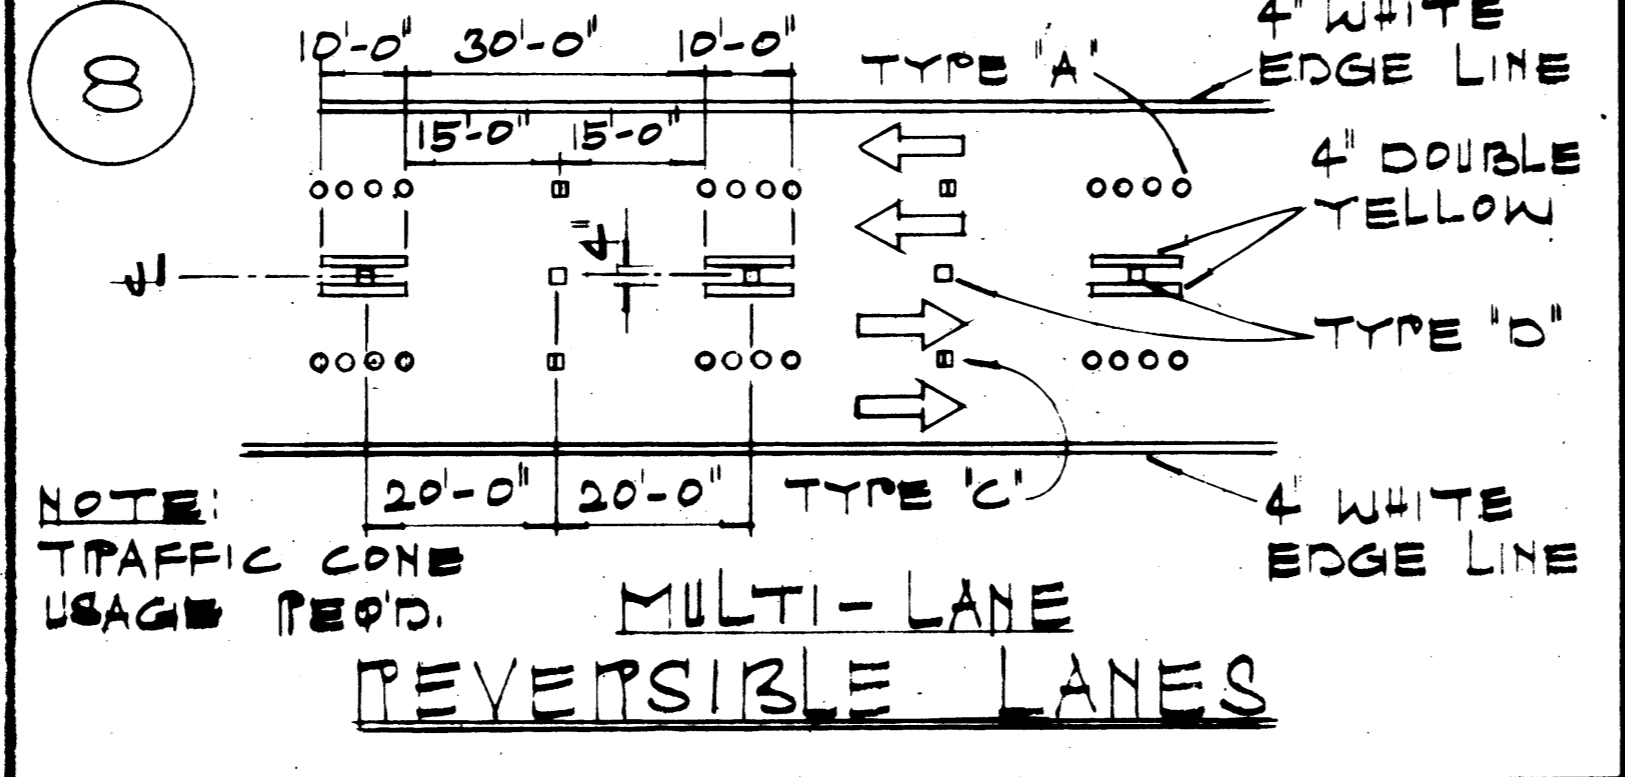 8
10'-0" 30'-0" 10'-0"
15'-0" 15'-0"
TYPE "A"
4" WHITE
EDGE LINE
4" DOUBLE
YELLOW
4"
TYPE "D"
20'-0" 20'-0"
TYPE "C"
4" WHITE
EDGE LINE
NOTE:
TRAFFIC CONE
USAGE REQ'D.
MULTI-LANE
REVERSIBLE LANES